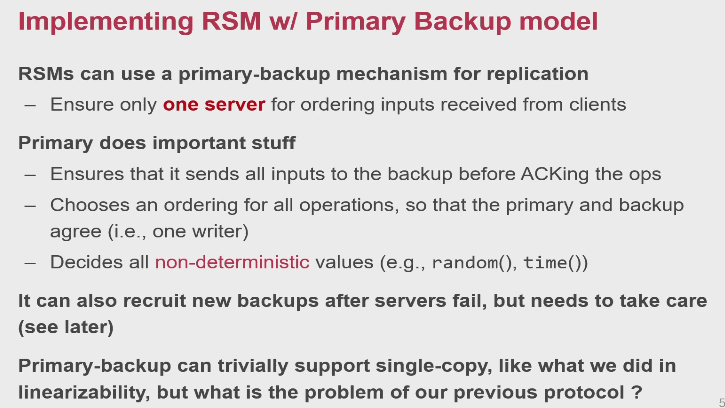 Implementing RSM w/ Primary Backup model
RSMs can use a primary-backup mechanism for replication
– Ensure only one server for ordering inputs received from clients
Primary does important stuff
– Ensures that it sends all inputs to the backup before ACKing the ops
– Chooses an ordering for all operations, so that the primary and backup
agree (i.e., one writer)
– Decides all non-deterministic values (e.g., random(), time())
It can also recruit new backups after servers fail, but needs to take care
(see later)
Primary-backup can trivially support single-copy, like what we did in
linearizability, but what is the problem of our previous protocol ?
5